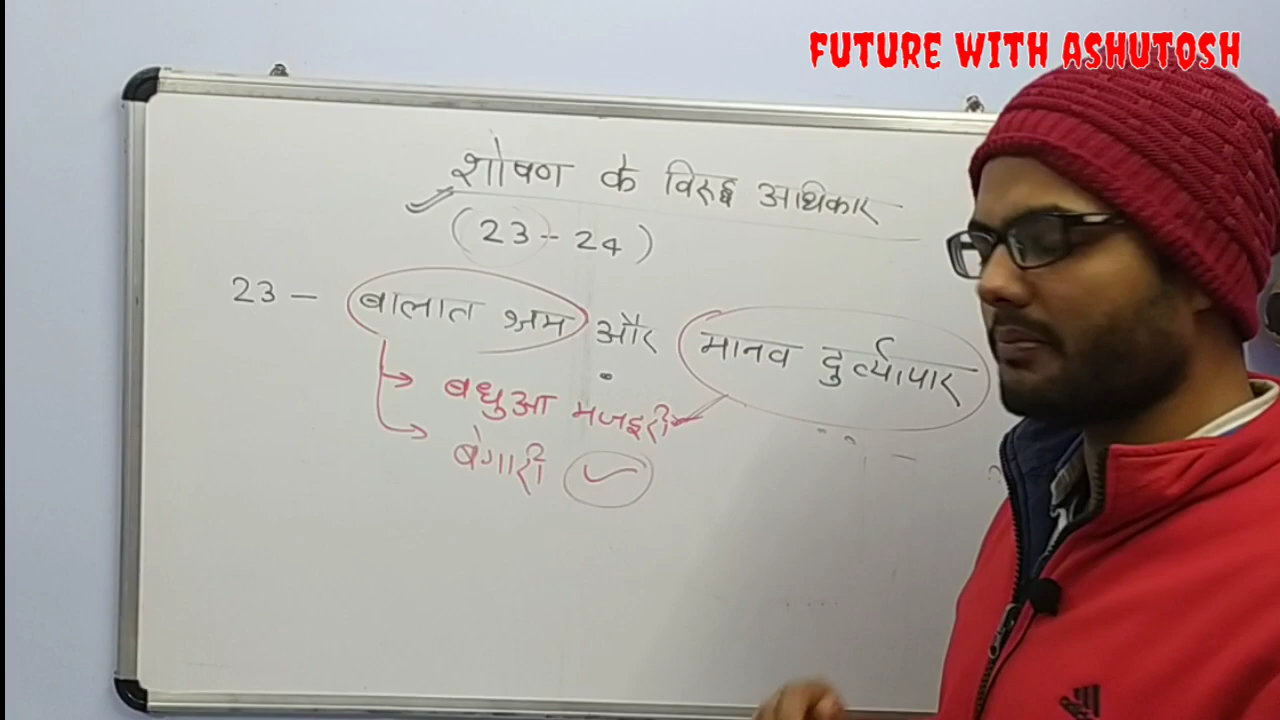 FUTURE WITH ASHUTOSH
शोषण के विरुद्ध अधिकार
(23 - 24)
23 - बालात श्रम और मानव दुर्व्यापार
बधुआ मजदुरी
बेगारी